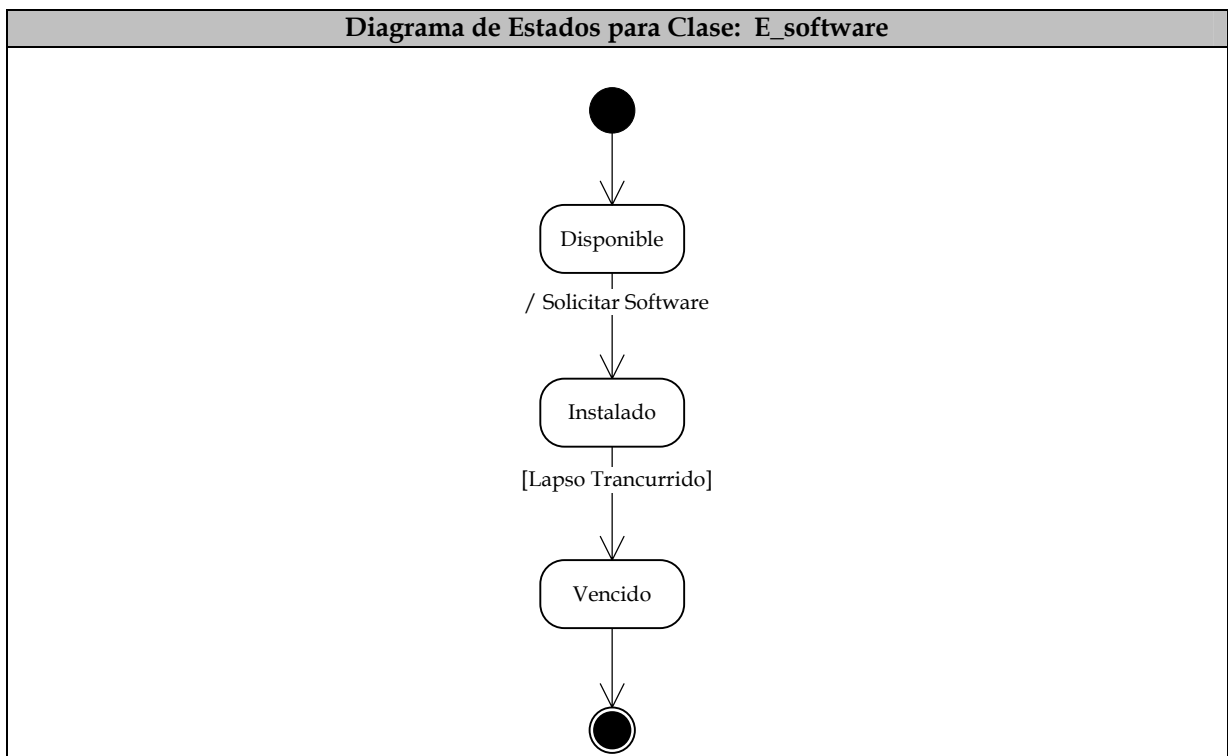 Diagrama de Estados para Clase: E_software
Disponible
/ Solicitar Software
Instalado
[Lapso Trancurrido]
Vencido